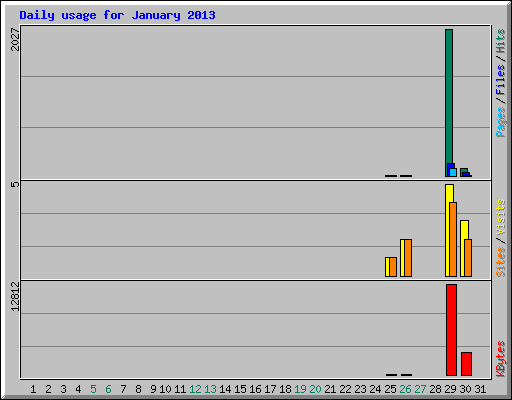 Daily usage for January 2013
2027
Pages / Files / Hits
5
Sites / Visits
12812
KBytes
1 2 3 4 5 6 7 8 9 10 11 12 13 14 15 16 17 18 19 20 21 22 23 24 25 26 27 28 29 30 31